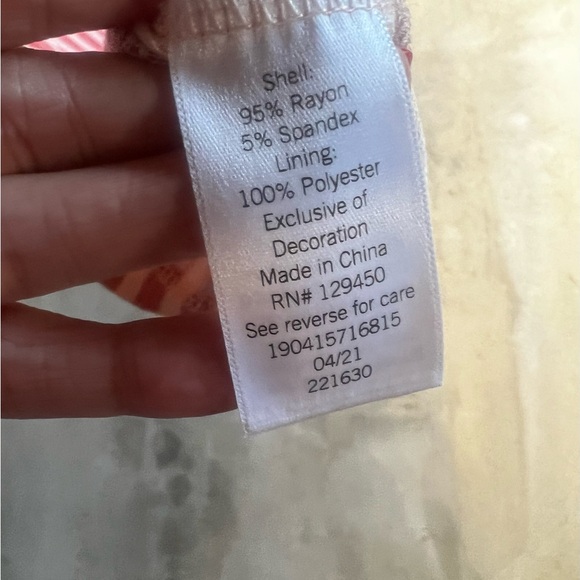 Shell:
95% Rayon
5% Spandex
Lining:
100% Polyester
Exclusive of
Decoration
Made in China
RN# 129450
See reverse for care
190415716815
04/21
221630